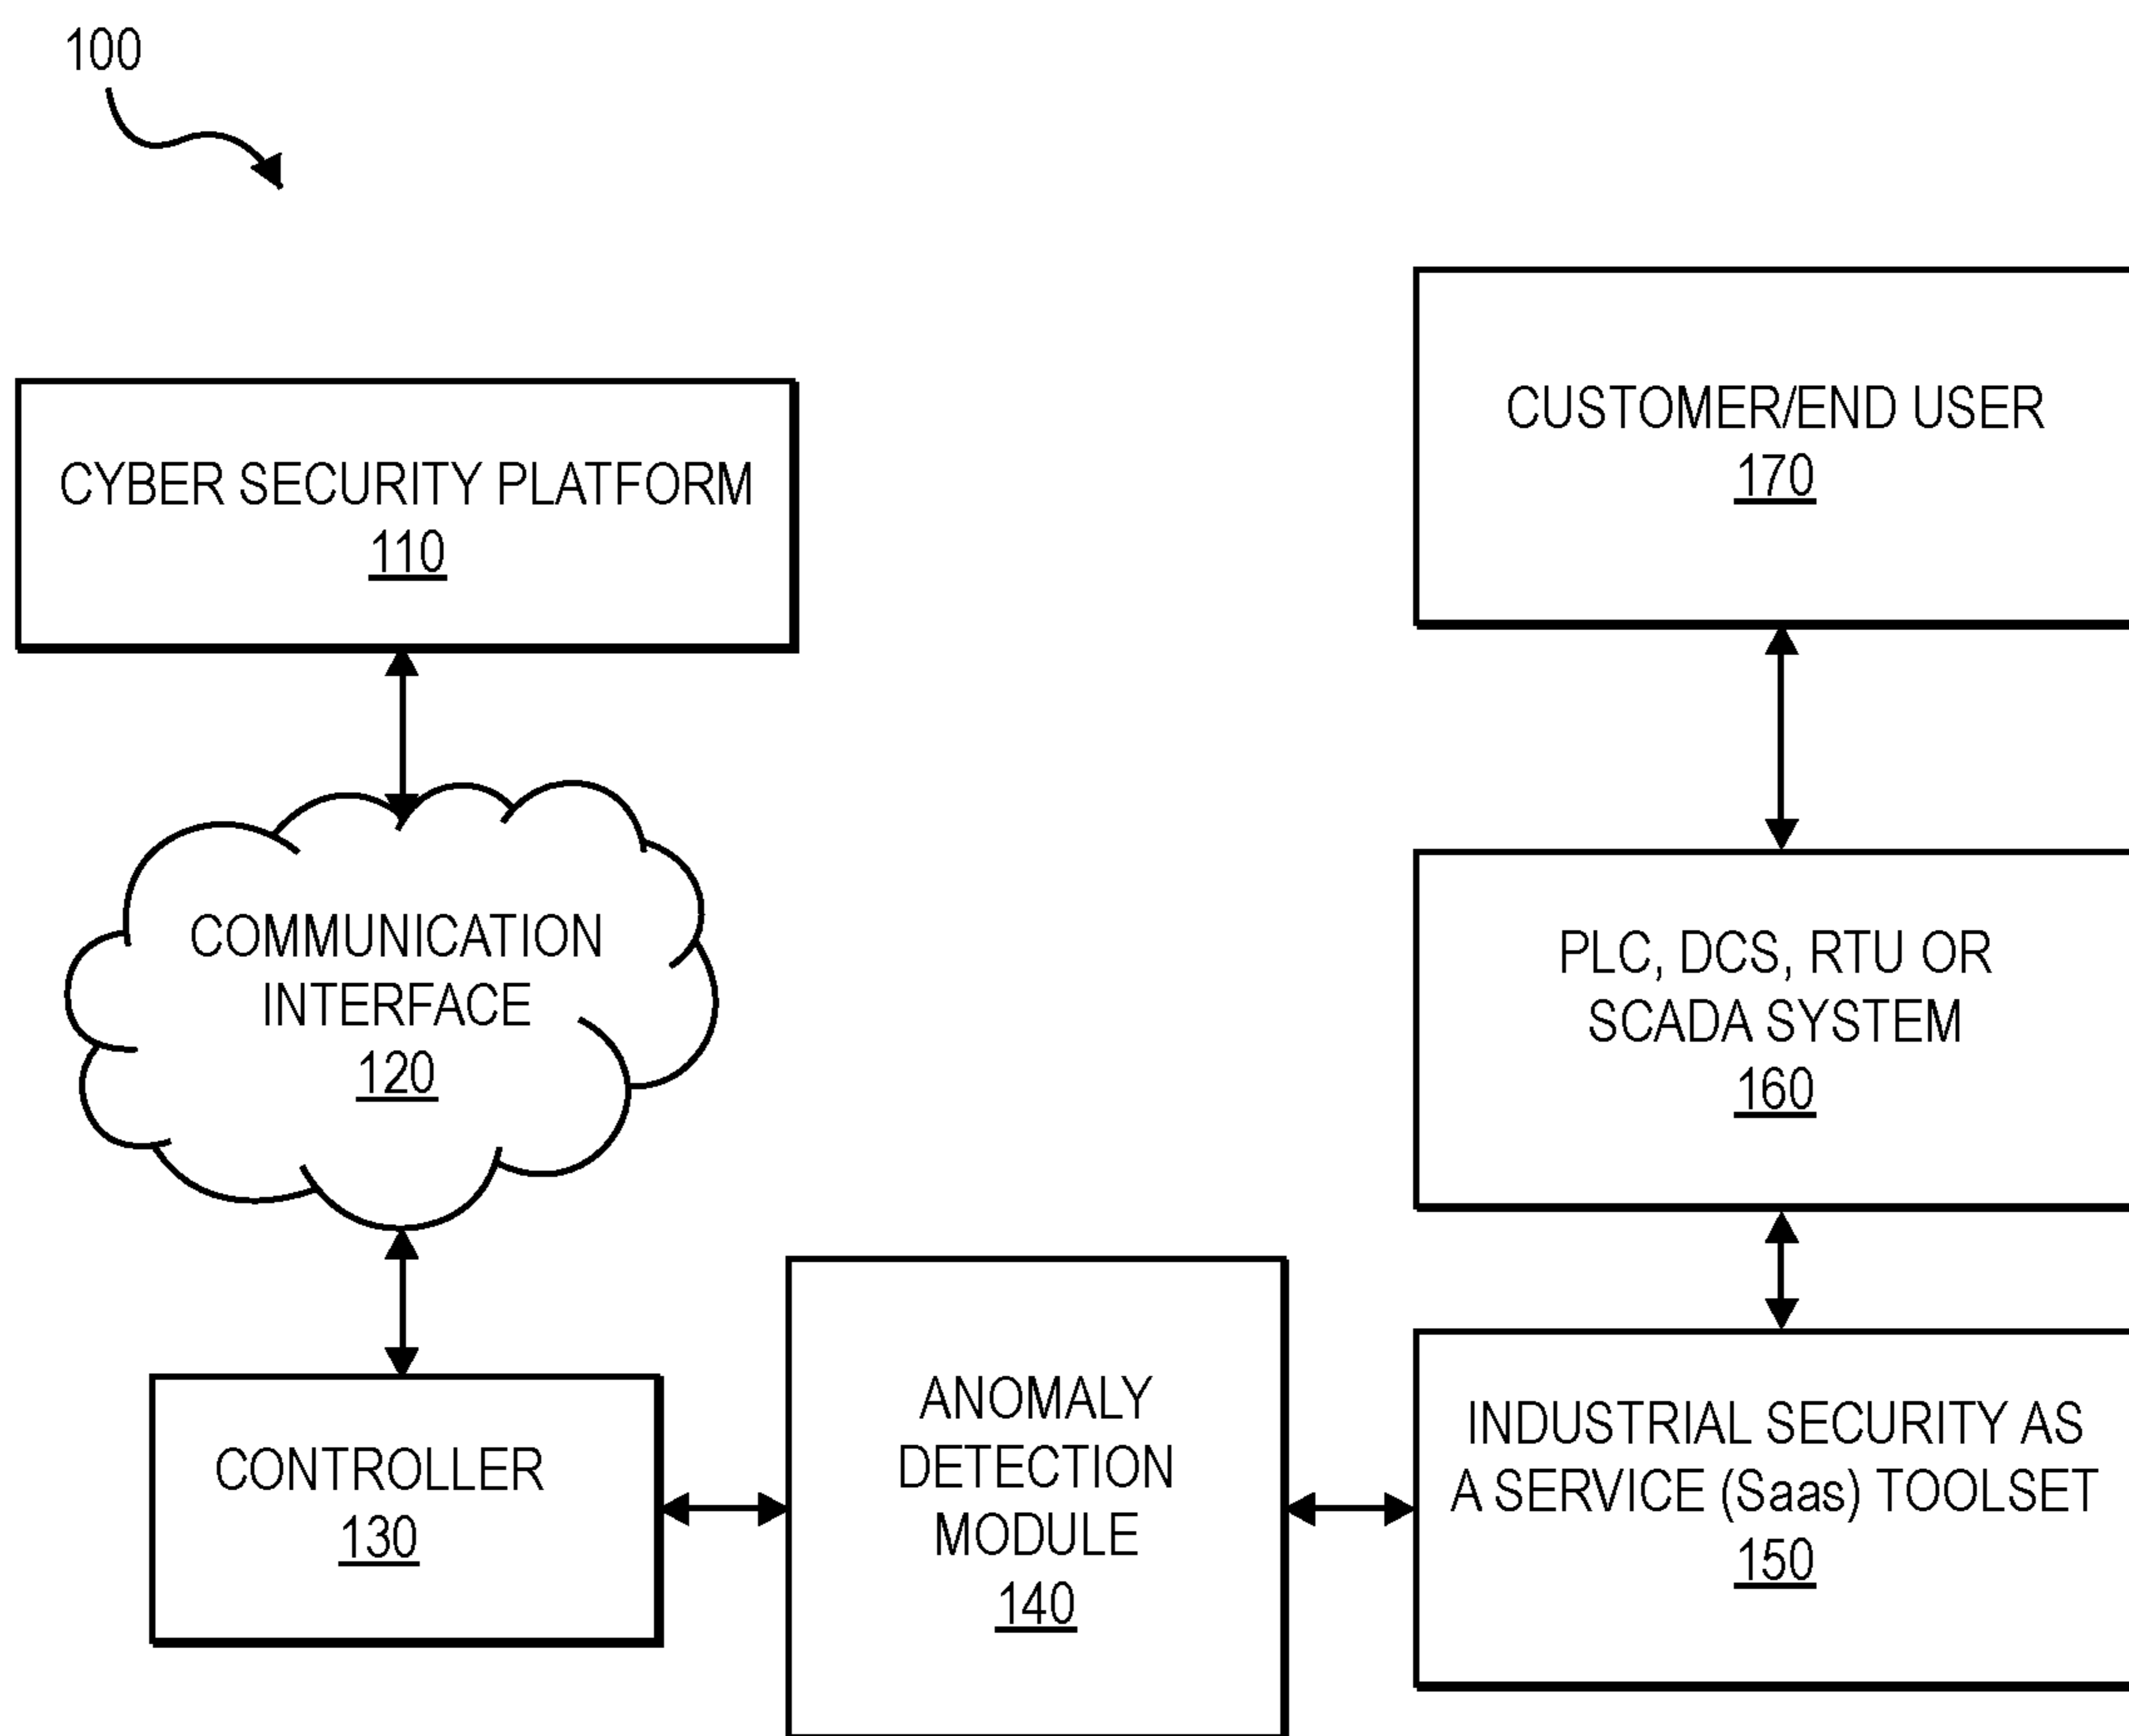 100
CYBER SECURITY PLATFORM
110
COMMUNICATION
INTERFACE
120
CONTROLLER
130
ANOMALY
DETECTION
MODULE
140
CUSTOMER/END USER
170
PLC, DCS, RTU OR
SCADA SYSTEM
160
INDUSTRIAL SECURITY AS
A SERVICE (Saas) TOOLSET
150